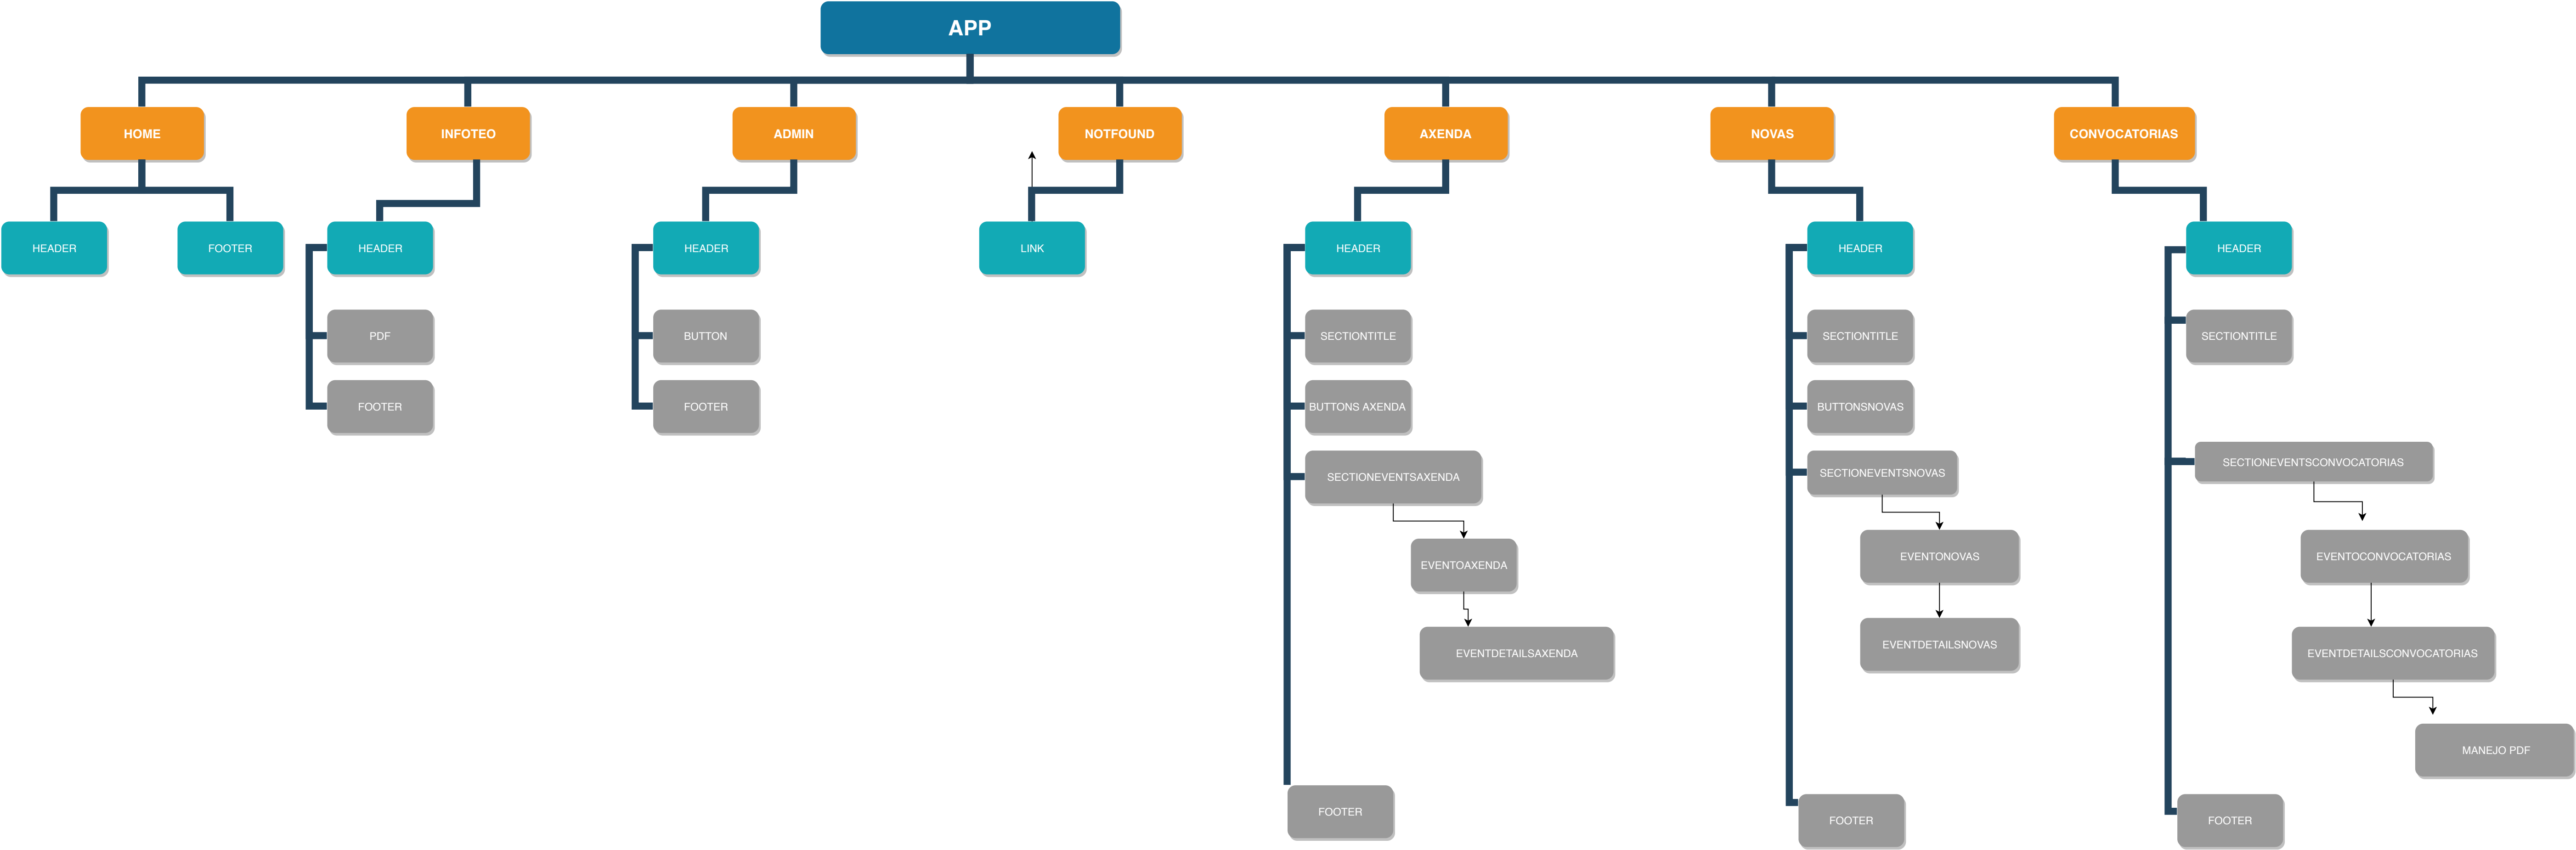 APP
HOME
INFOTEO
ADMIN
NOTFOUND
AXENDA
NOVAS
CONVOCATORIAS
HEADER
FOOTER
HEADER
HEADER
LINK
HEADER
HEADER
HEADER
PDF
BUTTON
SECTIONTITLE
SECTIONTITLE
SECTIONTITLE
FOOTER
FOOTER
BUTTONS AXENDA
BUTTONSNOVAS
SECTIONEVENTSAXENDA
SECTIONEVENTSNOVAS
SECTIONEVENTSCONVOCATORIAS
EVENTOAXENDA
EVENTONOVAS
EVENTOCONVOCATORIAS
EVENTDETAILSAXENDA
EVENTDETAILSNOVAS
EVENTDETAILSCONVOCATORIAS
MANEJO PDF
FOOTER
FOOTER
FOOTER